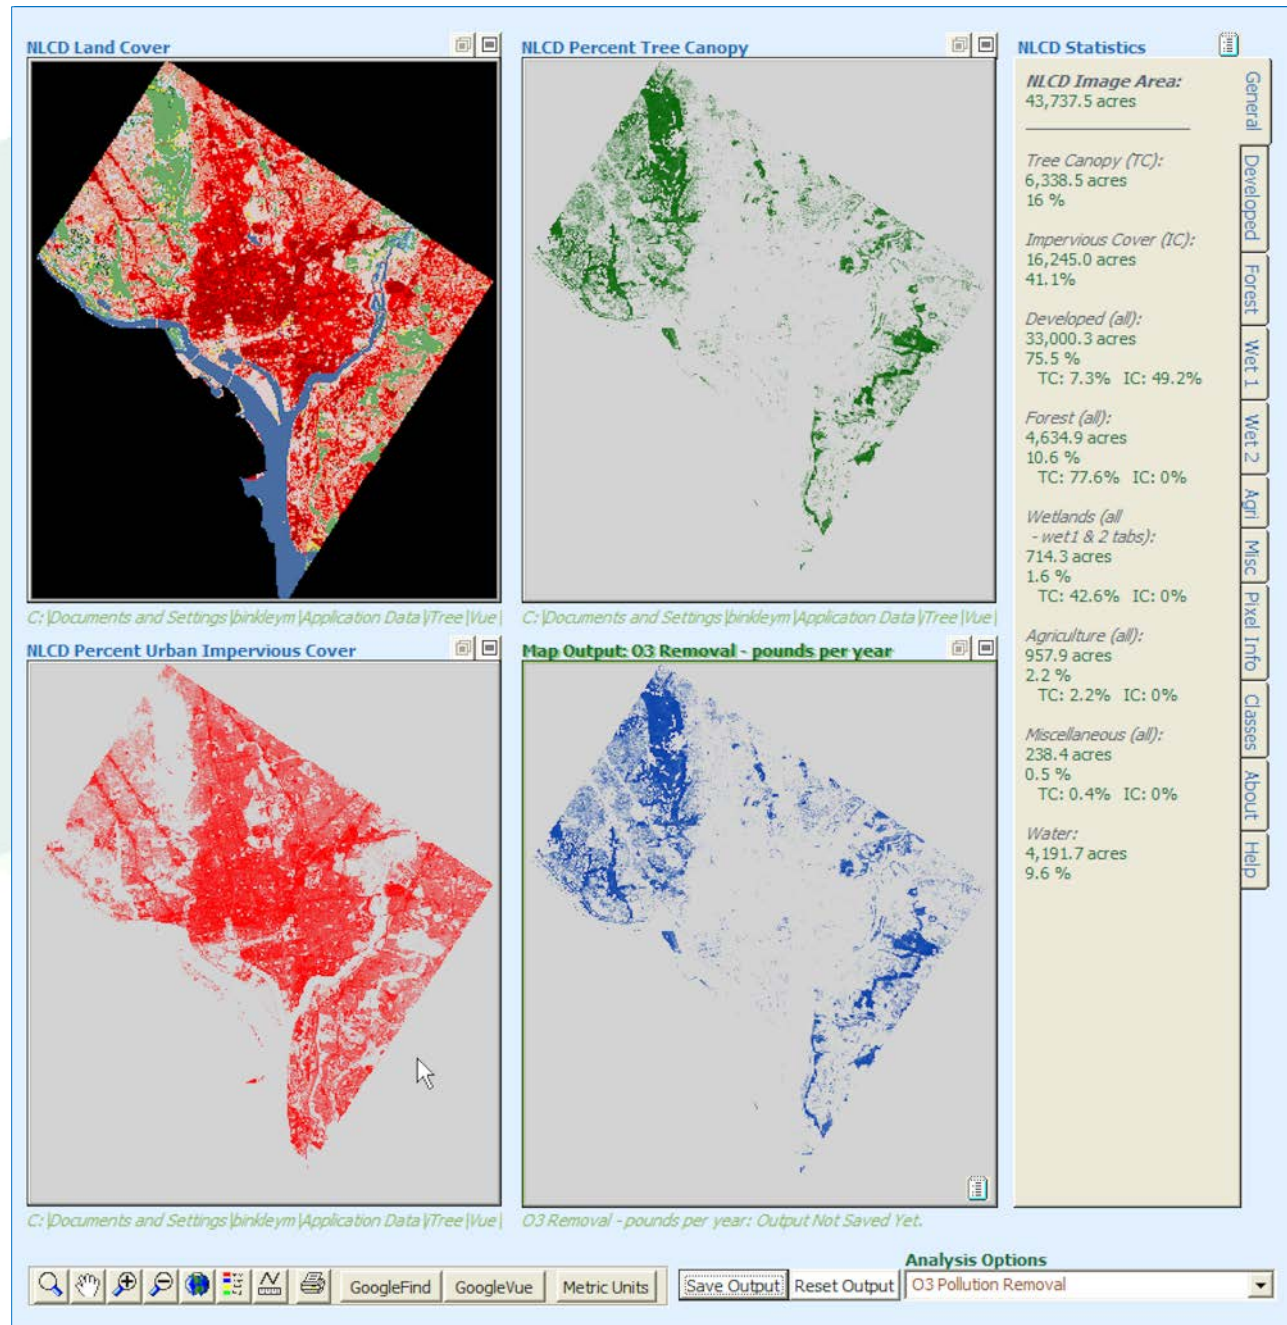 NLCD Land Cover
NLCD Percent Tree Canopy
NLCD Statistics
NLCD Image Area:
43,737.5 acres
Tree Canopy (TC):
6,338.5 acres
16 %
Impervious Cover (IC):
16,245.0 acres
41.1%
Developed (all):
33,000.3 acres
75.5 %
TC: 7.3% IC: 49.2%
Forest (all):
4,634.9 acres
10.6 %
TC: 77.6% IC: 0%
Wetlands (all
- wet1 & 2 tabs):
714.3 acres
1.6 %
TC: 42.6% IC: 0%
Agriculture (all):
957.9 acres
2.2 %
TC: 2.2% IC: 0%
Miscellaneous (all):
238.4 acres
0.5 %
TC: 0.4% IC: 0%
Water:
4,191.7 acres
9.6 %
General
Developed
Forest
Wet 1
Wet 2
Agri
Misc
Pixel Info
Classes
About
Help
C:\Documents and Settings\binkleym\Application Data\iTree\Vue\
C:\Documents and Settings\binkleym\Application Data\iTree\Vue\
NLCD Percent Urban Impervious Cover
Map Output: O3 Removal - pounds per year
C:\Documents and Settings\binkleym\Application Data\iTree\Vue\
O3 Removal - pounds per year: Output Not Saved Yet.
GoogleFind
GoogleVue
Metric Units
Save Output
Reset Output
Analysis Options
O3 Pollution Removal